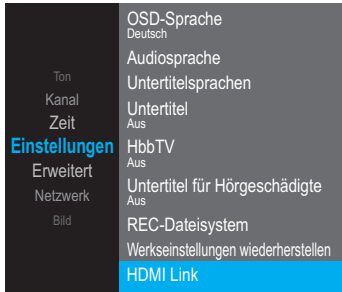 Ton
Kanal
Zeit
Einstellungen
Erweitert
Netzwerk
Bild
OSD-Sprache
Deutsch
Audiosprache
Untertitelsprachen
Untertitel
Aus
HbbTV
Aus
Untertitel für Hörgeschädigte
Aus
REC-Dateisystem
Werkseinstellungen wiederherstellen
HDMI Link